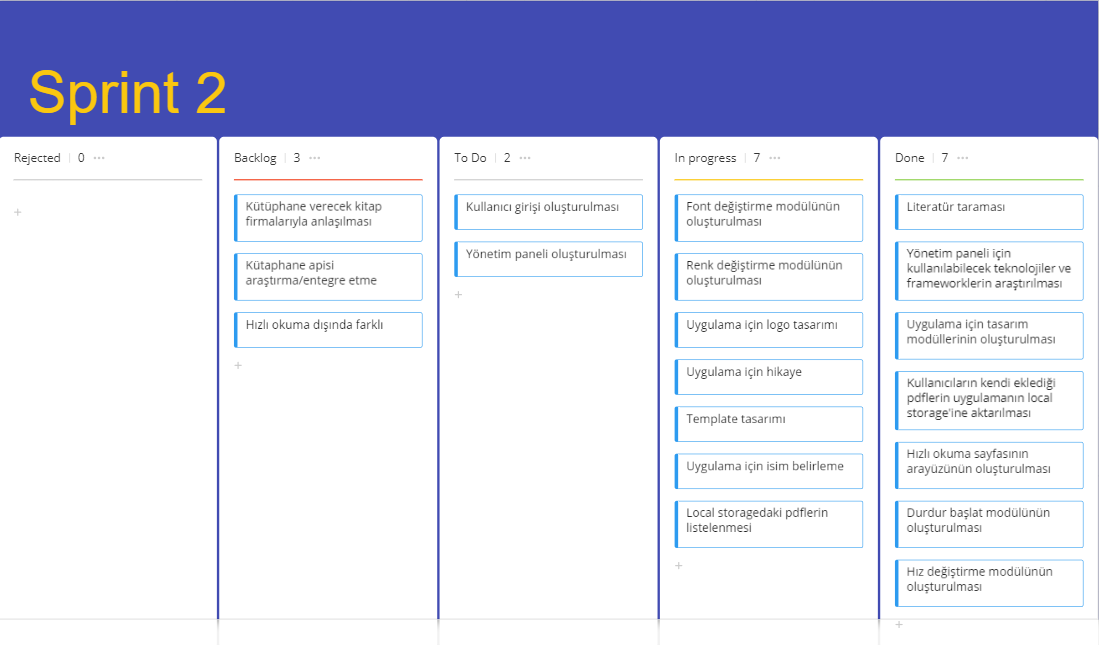 Sprint 2
Rejected 0 ···
+
Backlog 3 ···
Kütüphane verecek kitap
firmalarıyla anlaşılması
Kütaphane apisi
araştırma/entegre etme
Hızlı okuma dışında farklı
+
To Do 2 ···
Kullanıcı girişi oluşturulması
Yönetim paneli oluşturulması
+
In progress 7 ···
Font değiştirme modülünün
oluşturulması
Renk değiştirme modülünün
oluşturulması
Uygulama için logo tasarımı
Uygulama için hikaye
Template tasarımı
Uygulama için isim belirleme
Local storagedaki pdflerin
listelenmesi
+
Done 7 ···
Literatür taraması
Yönetim paneli için
kullanılabilecek teknolojiler ve
frameworklerin araştırılması
Uygulama için tasarım
modüllerinin oluşturulması
Kullanıcıların kendi eklediği
pdflerin uygulamanın local
storage'ine aktarılması
Hızlı okuma sayfasının
arayüzünün oluşturulması
Durdur başlat modülünün
oluşturulması
Hız değiştirme modülünün
oluşturulması
+